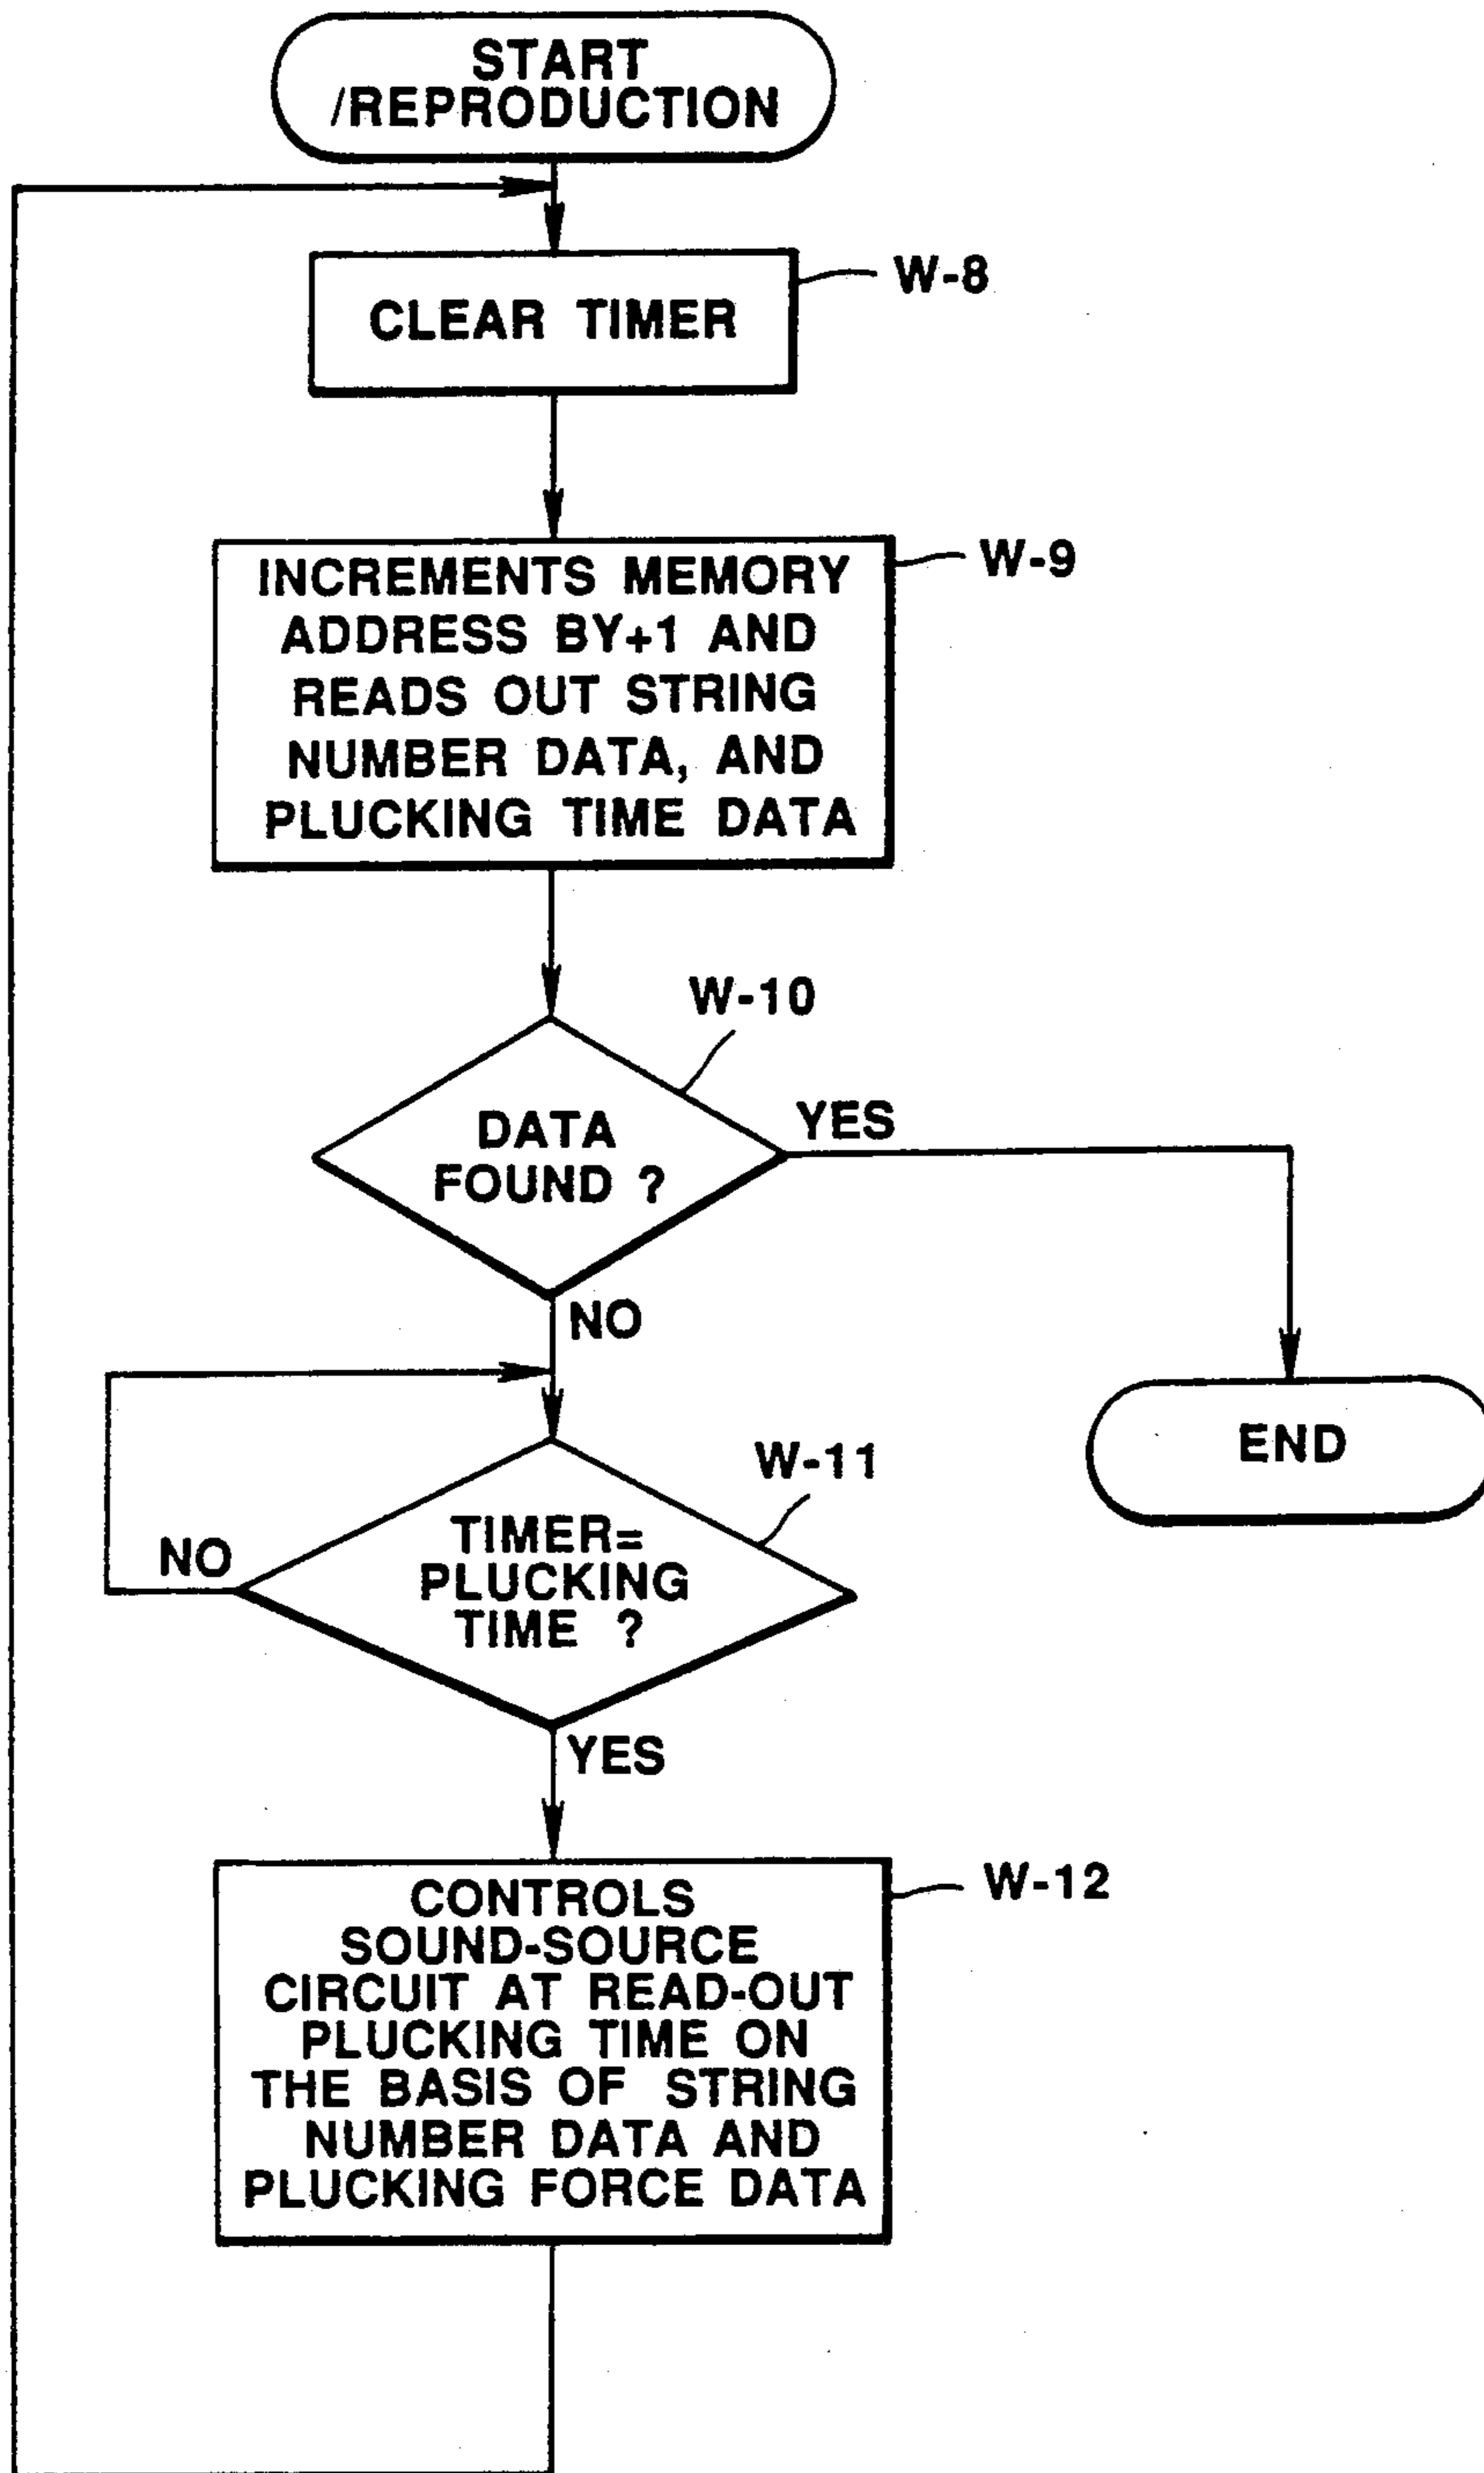 START
/REPRODUCTION
W-8
CLEAR TIMER
W-9
INCREMENTS MEMORY
ADDRESS BY+1 AND
READS OUT STRING
NUMBER DATA, AND
PLUCKING TIME DATA
W-10
DATA
FOUND ?
YES
NO
END
W-11
TIMER=
PLUCKING
TIME ?
NO
YES
W-12
CONTROLS
SOUND-SOURCE
CIRCUIT AT READ-OUT
PLUCKING TIME ON
THE BASIS OF STRING
NUMBER DATA AND
PLUCKING FORCE DATA